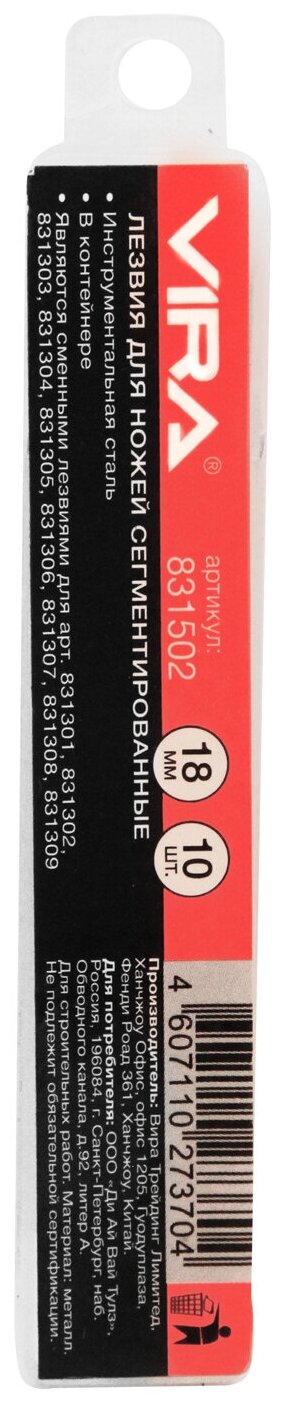 VIRA®
артикул:
831502
18
мм
10
шт.
ЛЕЗВИЯ ДЛЯ НОЖЕЙ СЕГМЕНТИРОВАННЫЕ
• Инструментальная сталь
• В контейнере
• Являются сменными лезвиями для арт. 831301, 831302,
831303, 831304, 831305, 831306, 831307, 831308, 831309
Производитель: Вира Трейдинг Лимитед,
Ханчжоу Офис, офис 1205, Гуодуплаза,
Фенди Роад 361, Ханчжоу, Китай
Для потребителя: ООО «Ди Ай Вай Тулз»,
Россия, 196084, г. Санкт-Петербург, наб.
Обводного канала, д.92, литер А.
Для строительных работ. Материал: металл.
Не подлежит обязательной сертификации.
4 607110 273704